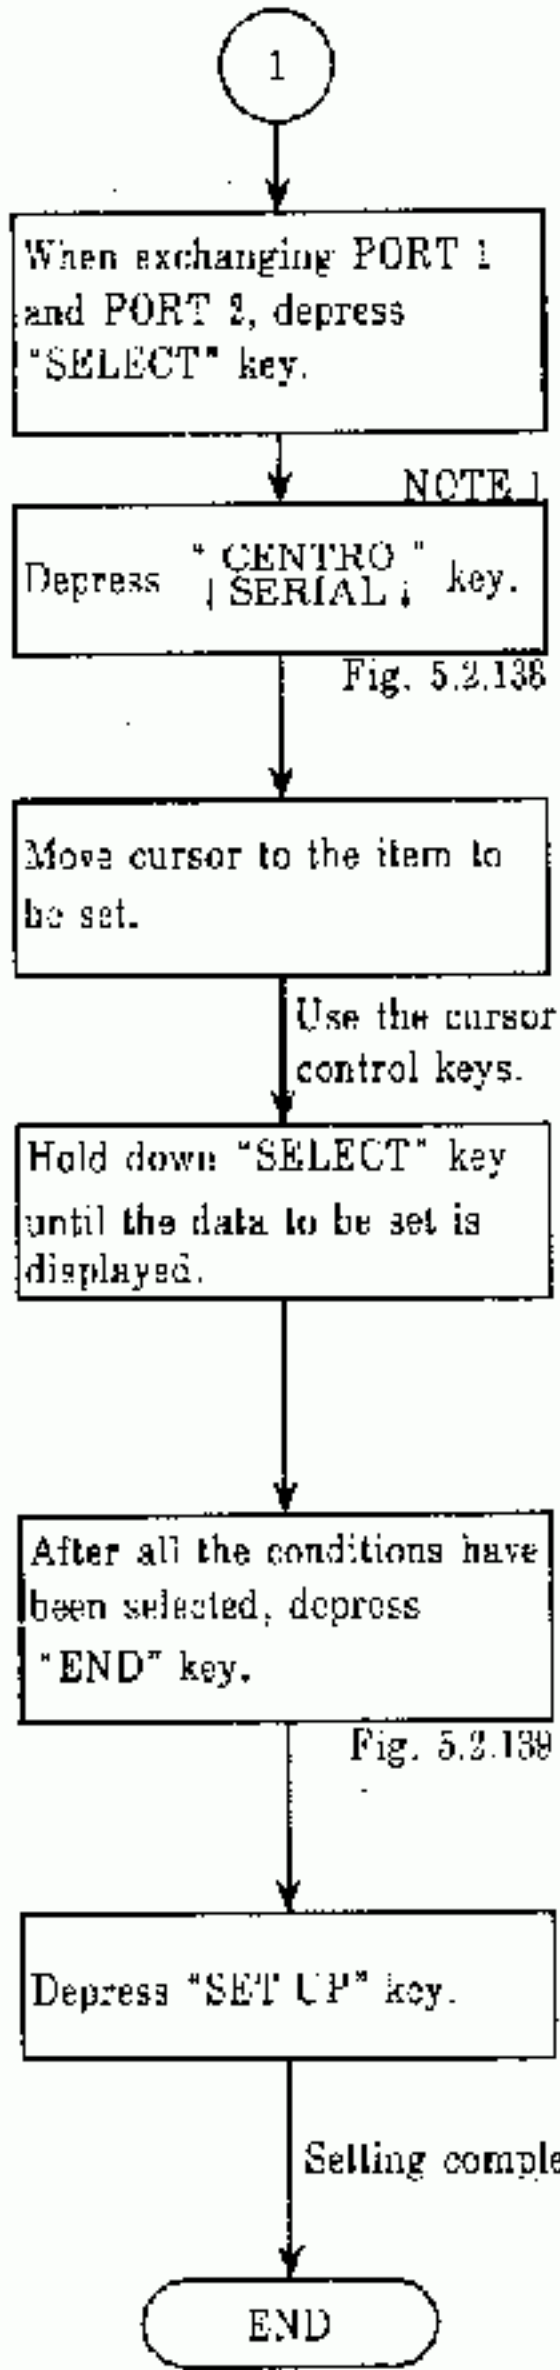 1
When exchanging PORT 1
and PORT 2, depress
"SELECT" key.
NOTE 1
Depress " CENTRO " key.
↓ SERIAL ↓
Fig. 5.2.138
Move cursor to the item to
be set.
Use the cursor
control keys.
Hold down "SELECT" key
until the data to be set is
displayed.
After all the conditions have
been selected, depress
"END" key.
Fig. 5.2.139
Depress "SET UP" key.
Setting comple
END